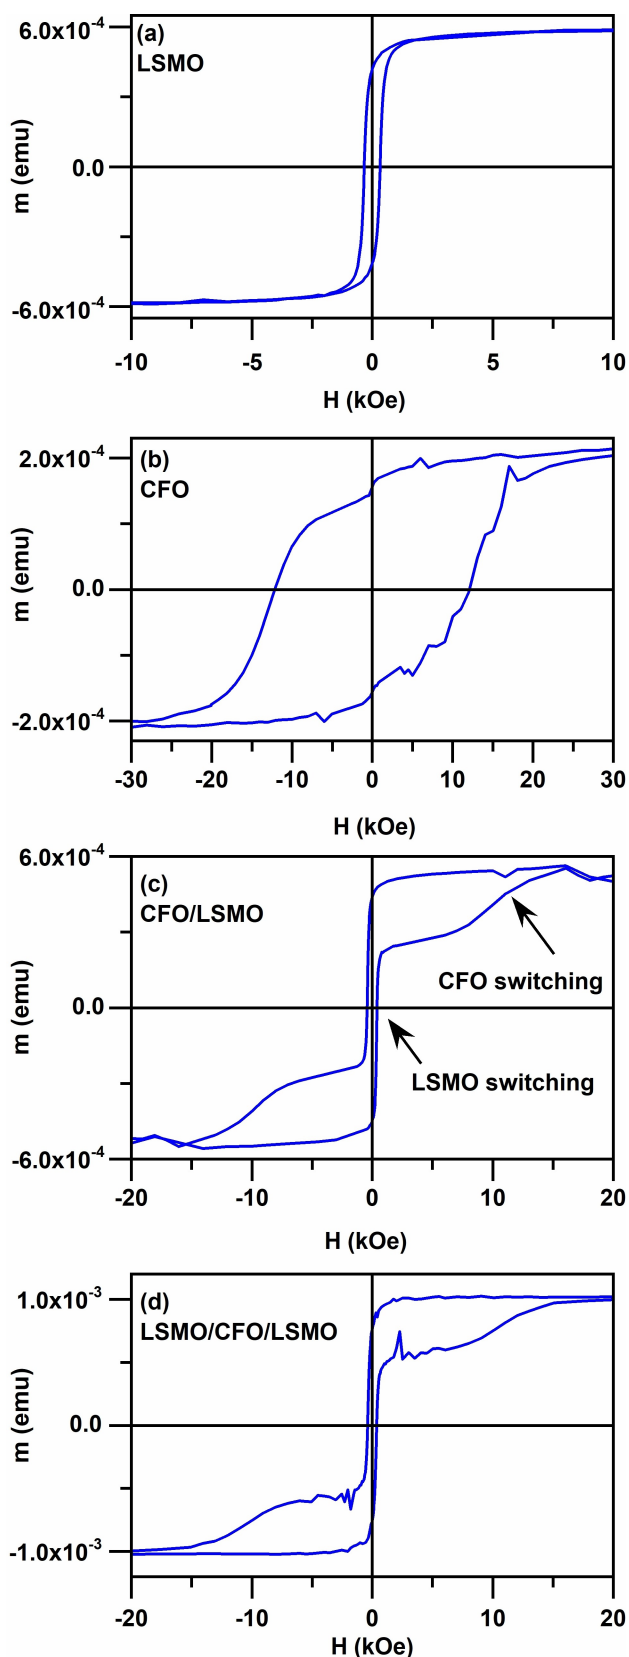 (a)
LSMO
6.0x10⁻⁴
0.0
-6.0x10⁻⁴
m (emu)
-10 -5 0 5 10
H (kOe)
(b)
CFO
2.0x10⁻⁴
0.0
-2.0x10⁻⁴
m (emu)
-30 -20 -10 0 10 20 30
H (kOe)
(c)
CFO/LSMO
6.0x10⁻⁴
0.0
-6.0x10⁻⁴
m (emu)
CFO switching
LSMO switching
-20 -10 0 10 20
H (kOe)
(d)
LSMO/CFO/LSMO
1.0x10⁻³
0.0
-1.0x10⁻³
m (emu)
-20 -10 0 10 20
H (kOe)